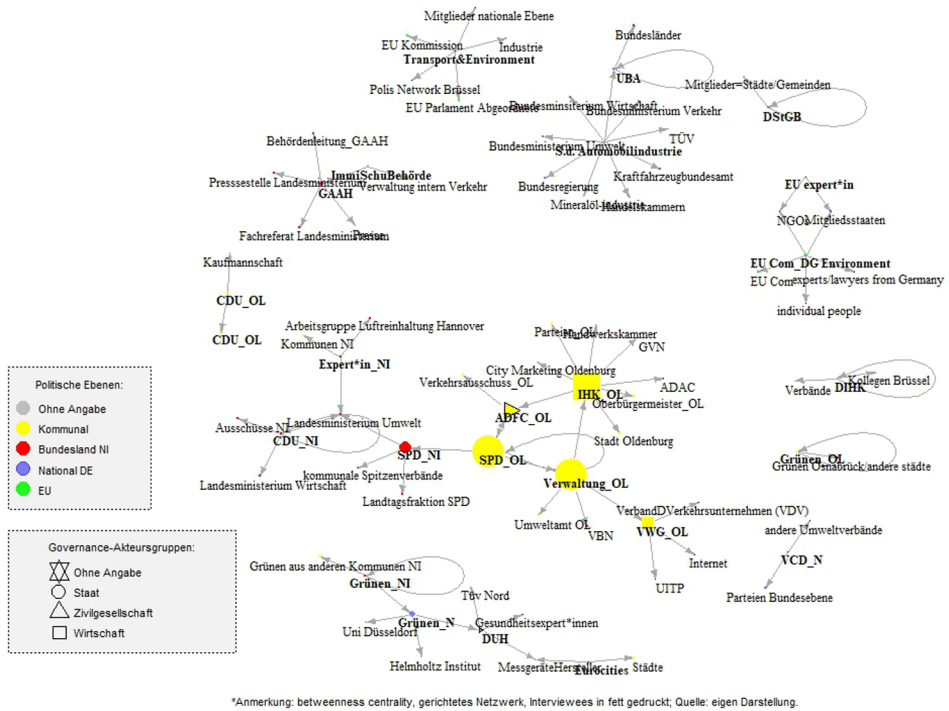 Mitglieder nationale Ebene
EU Kommission
Industrie
Transport&Environment
Polis Network Brüssel
EU Parlament Abgeordnete
Bundesländer
UBA
Mitglieder=Städte/Gemeinden
DStGB
Bundesminsiterium Wirtschaft
Bundesministerium Verkehr
TÜV
Bundesministerium Umwelt
S.d. Automobilindustrie
Bundesregierung
Kraftfahrzeugbundesamt
Mineralöl-industrie
Handelskammern
Behördenleitung_GAAH
ImmiSchuBehörde
Presssestelle Landesministerium
Verwaltung intern Verkehr
GAAH
Fachreferat Landesministerium
Presse
EU expert*in
NGOs
Mitgliedsstaaten
EU Com_DG Environment
EU Com
experts/lawyers from Germany
individual people
Kaufmannschaft
CDU_OL
CDU_OL
Arbeitsgruppe Luftreinhaltung Hannover
Kommunen NI
Expert*in_NI
Parteien_OL
Handwerkskammer
GVN
City Marketing Oldenburg
Verkehrsausschuss_OL
ADAC
IHK_OL
Oberbürgermeister_OL
ADFC_OL
Stadt Oldenburg
Verbände
DIHK
Kollegen Brüssel
Ausschüsse NI
Landesministerium Umwelt
CDU_NI
SPD_NI
SPD_OL
kommunale Spitzenverbände
Landesministerium Wirtschaft
Landtagsfraktion SPD
Verwaltung_OL
Grünen_OL
Grünen Osnabrück/andere städte
Umweltamt OL
VBN
VerbandDVerkehrsunternehmen (VDV)
VWG_OL
Internet
UITP
andere Umweltverbände
VCD_N
Parteien Bundesebene
Grünen aus anderen Kommunen NI
Grünen_NI
Tüv Nord
Uni Düsseldorf
Grünen_N
Gesundheitsexpert*innen
DUH
Helmholtz Institut
MessgeräteHersteller
Eurocities
Städte
Politische Ebenen:
Ohne Angabe
Kommunal
Bundesland NI
National DE
EU
Governance-Akteursgruppen:
Ohne Angabe
Staat
Zivilgesellschaft
Wirtschaft
*Anmerkung: betweenness centrality, gerichtetes Netzwerk, Interviewees in fett gedruckt; Quelle: eigen Darstellung.